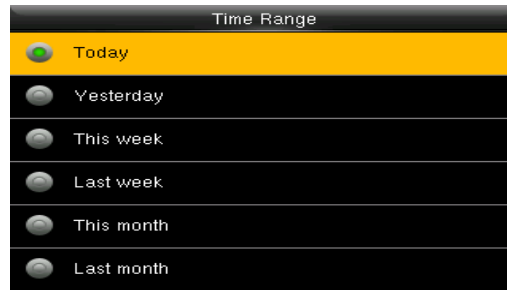 Time Range
Today
Yesterday
This week
Last week
This month
Last month